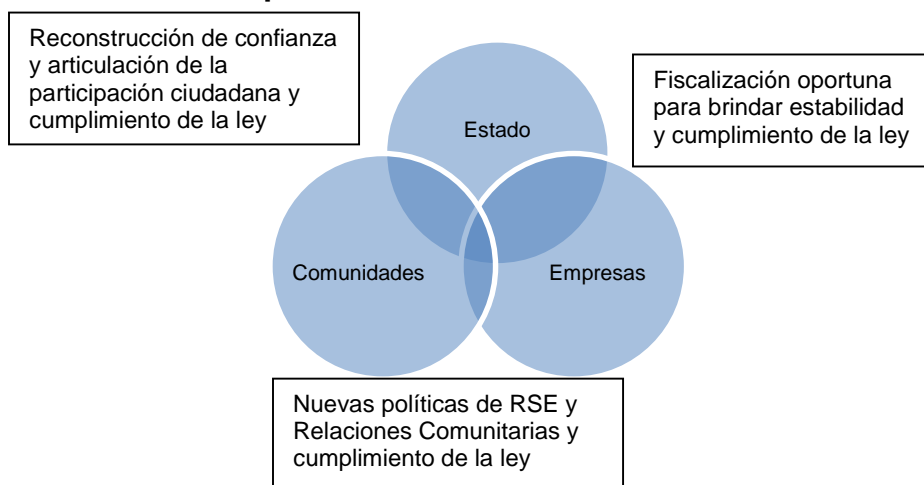 Reconstrucción de confianza
y articulación de la
participación ciudadana y
cumplimiento de la ley
Fiscalización oportuna
para brindar estabilidad
y cumplimiento de la ley
Estado
Comunidades
Empresas
Nuevas políticas de RSE y
Relaciones Comunitarias y
cumplimiento de la ley